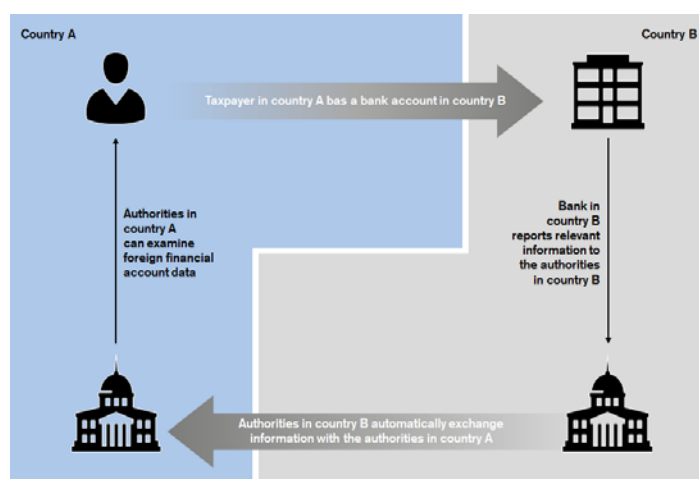 Country A
Country B
Taxpayer in country A bas a bank account in country B
Authorities in
country A
can examine
foreign financial
account data
Bank in
country B
reports relevant
information to
the authorities
in country B
Authorities in country B automatically exchange
information with the authorities in country A